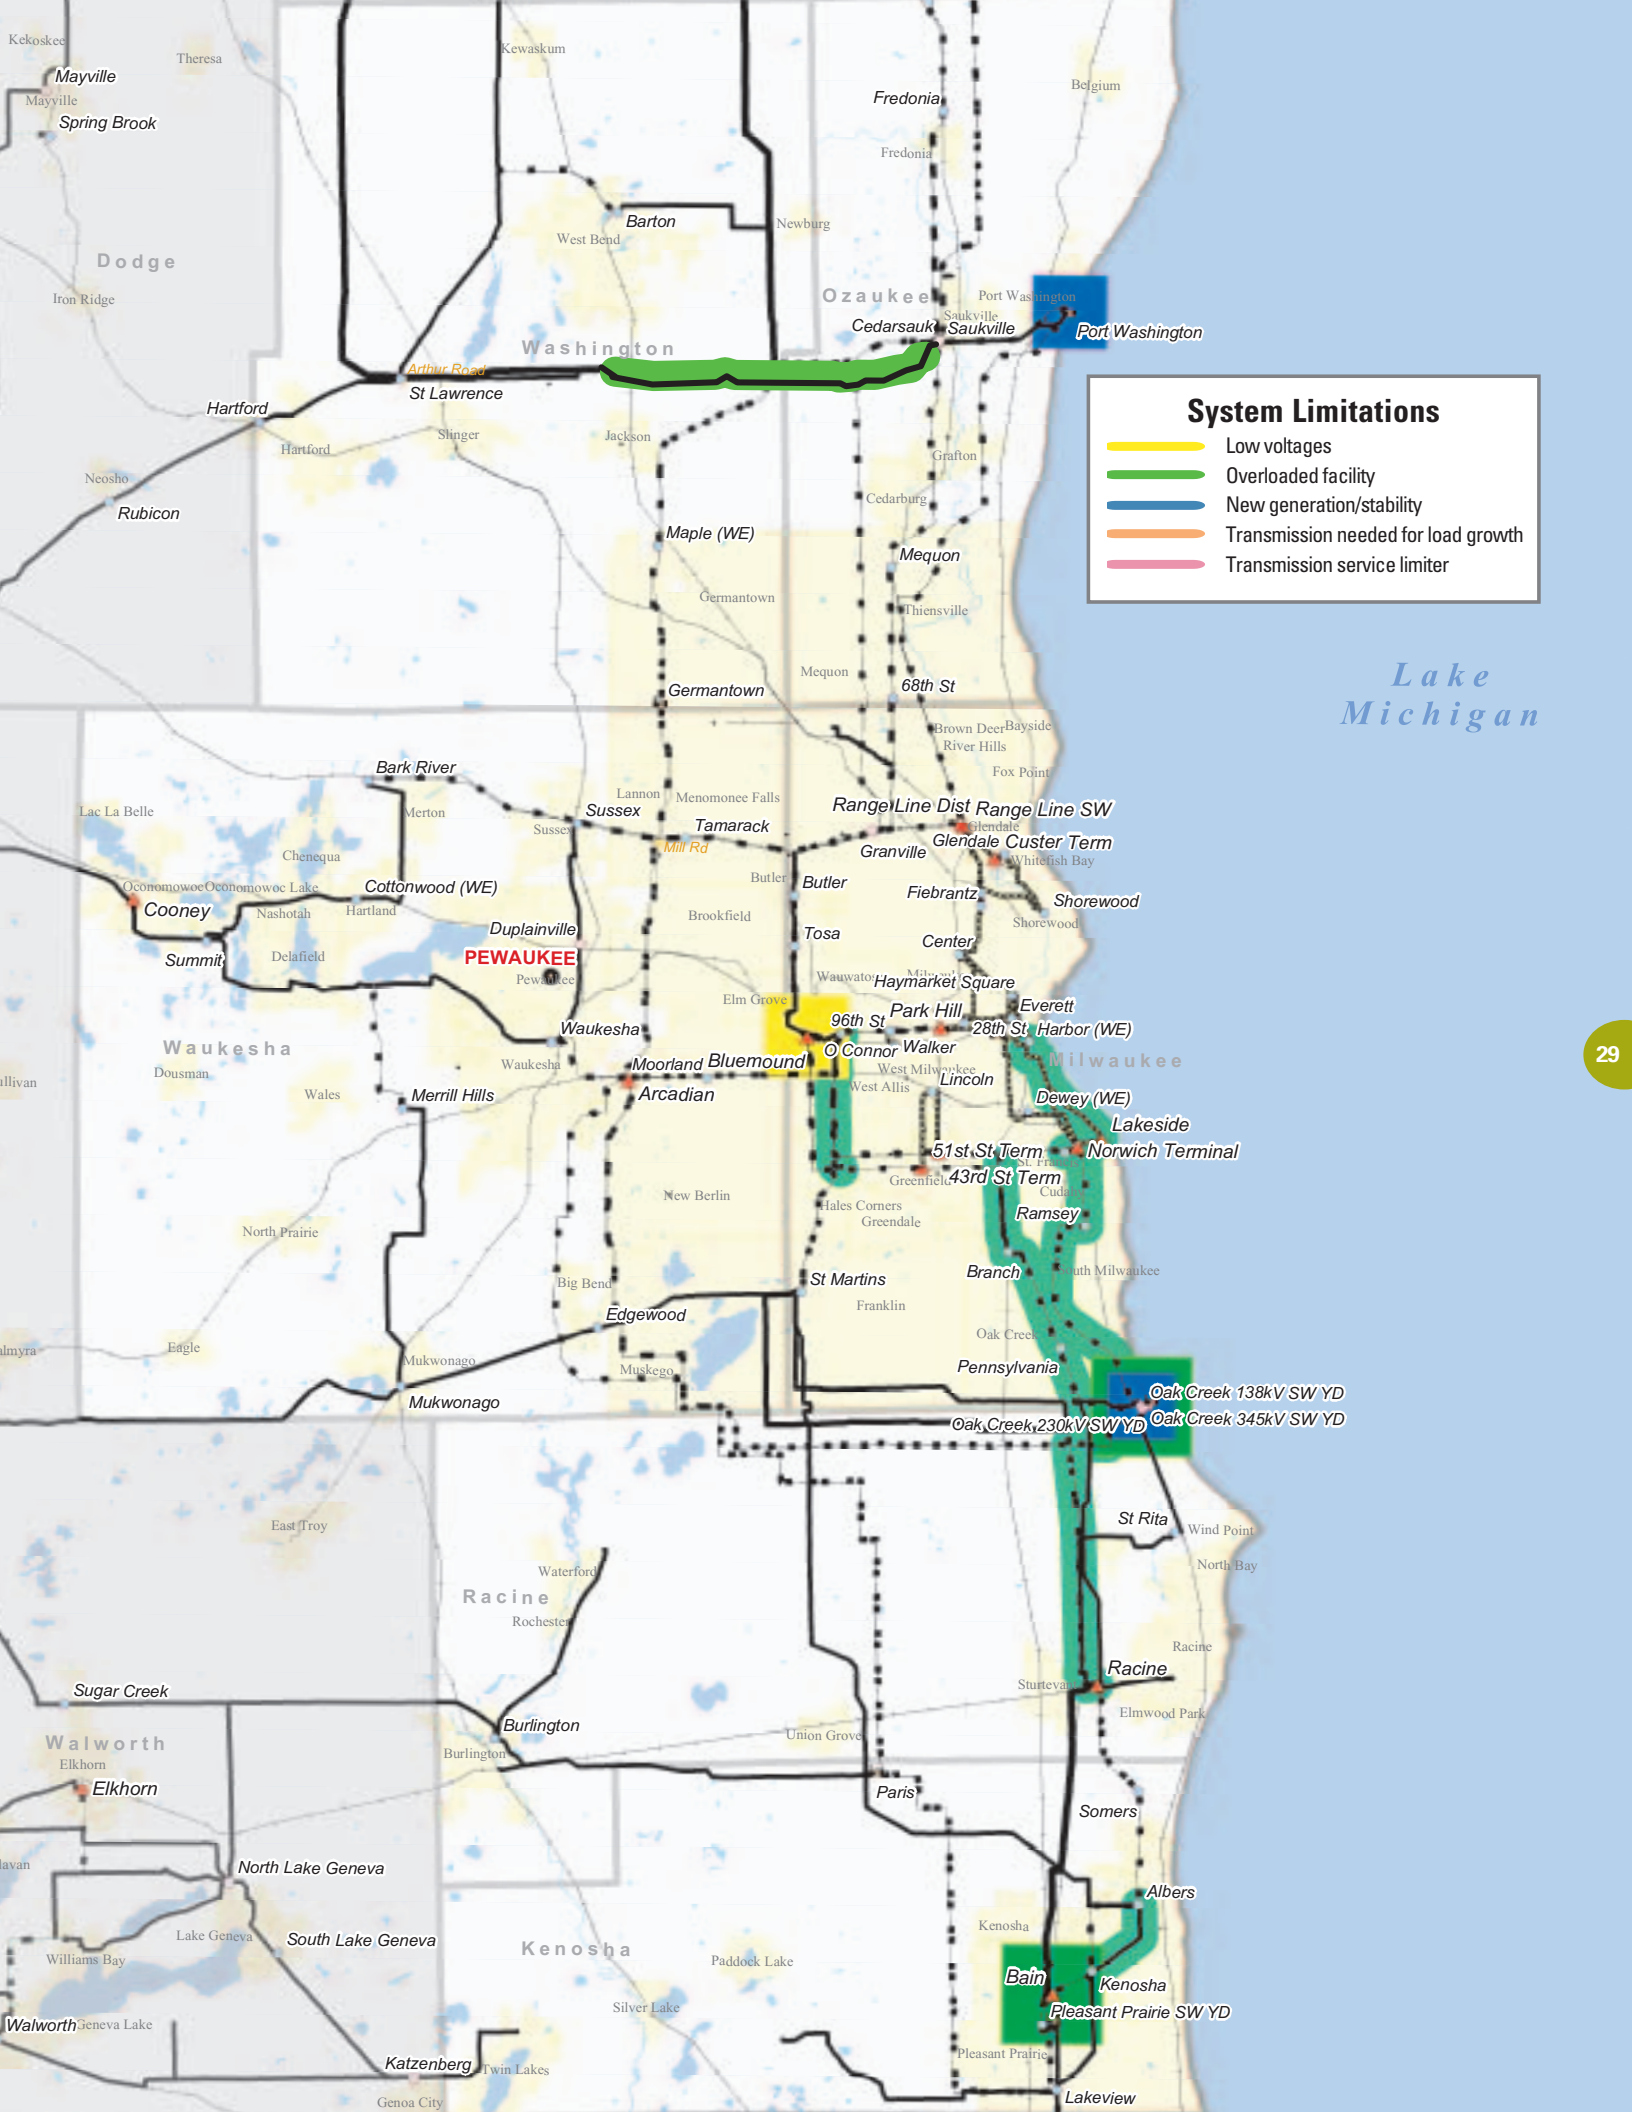 Kekoskee
Mayville
Mayville
Spring Brook
Theresa
Kewaskum
Fredonia
Fredonia
Belgium
Barton
West Bend
Newburg
Dodge
Iron Ridge
Ozaukee
Port Washington
Saukville
Cedarsauk
Saukville
Port Washington
Washington
Arthur Road
St Lawrence
Hartford
Hartford
Slinger
Jackson
Neosho
Rubicon
Grafton
Cedarburg
System Limitations
Low voltages
Overloaded facility
New generation/stability
Transmission needed for load growth
Transmission service limiter
Maple (WE)
Mequon
Germantown
Thiensville
Lake
Michigan
Mequon
68th St
Germantown
Brown Deer
Bayside
River Hills
Fox Point
Bark River
Lac La Belle
Merton
Lannon
Menomonee Falls
Sussex
Sussex
Tamarack
Mill Rd
Range Line Dist
Range Line SW
Glendale
Glendale
Custer Term
Granville
Whitefish Bay
Chenequa
Oconomowoc
Oconomowoc Lake
Cottonwood (WE)
Butler
Butler
Fiebrantz
Shorewood
Shorewood
Cooney
Nashotah
Hartland
Brookfield
Duplainville
Tosa
Center
Summit
Delafield
PEWAUKEE
Pewaukee
Haymarket Square
Elm Grove
Everett
Park Hill
96th St
28th St
Harbor (WE)
29
Waukesha
Waukesha
Waukesha
Dousman
Wales
Moorland
Bluemound
O Connor
Walker
West Milwaukee
Milwaukee
West Allis
Lincoln
Arcadian
Merrill Hills
Dewey (WE)
Lakeside
51st St Term
Norwich Terminal
Greenfield
43rd St Term
New Berlin
Hales Corners
Greendale
Ramsey
North Prairie
Big Bend
St Martins
Branch
South Milwaukee
Franklin
Edgewood
Oak Creek
Eagle
Mukwonago
Mukwonago
Muskego
Pennsylvania
Oak Creek 138kV SW YD
Oak Creek 230kV SW YD
Oak Creek 345kV SW YD
East Troy
St Rita
Wind Point
North Bay
Waterford
Racine
Rochester
Racine
Racine
Elmwood Park
Sugar Creek
Walworth
Elkhorn
Elkhorn
Burlington
Burlington
Union Grove
Paris
Somers
North Lake Geneva
Albers
Lake Geneva
South Lake Geneva
Williams Bay
Kenosha
Kenosha
Paddock Lake
Silver Lake
Bain
Kenosha
Pleasant Prairie SW YD
Walworth
Geneva Lake
Pleasant Prairie
Katzenberg
Twin Lakes
Genoa City
Lakeview